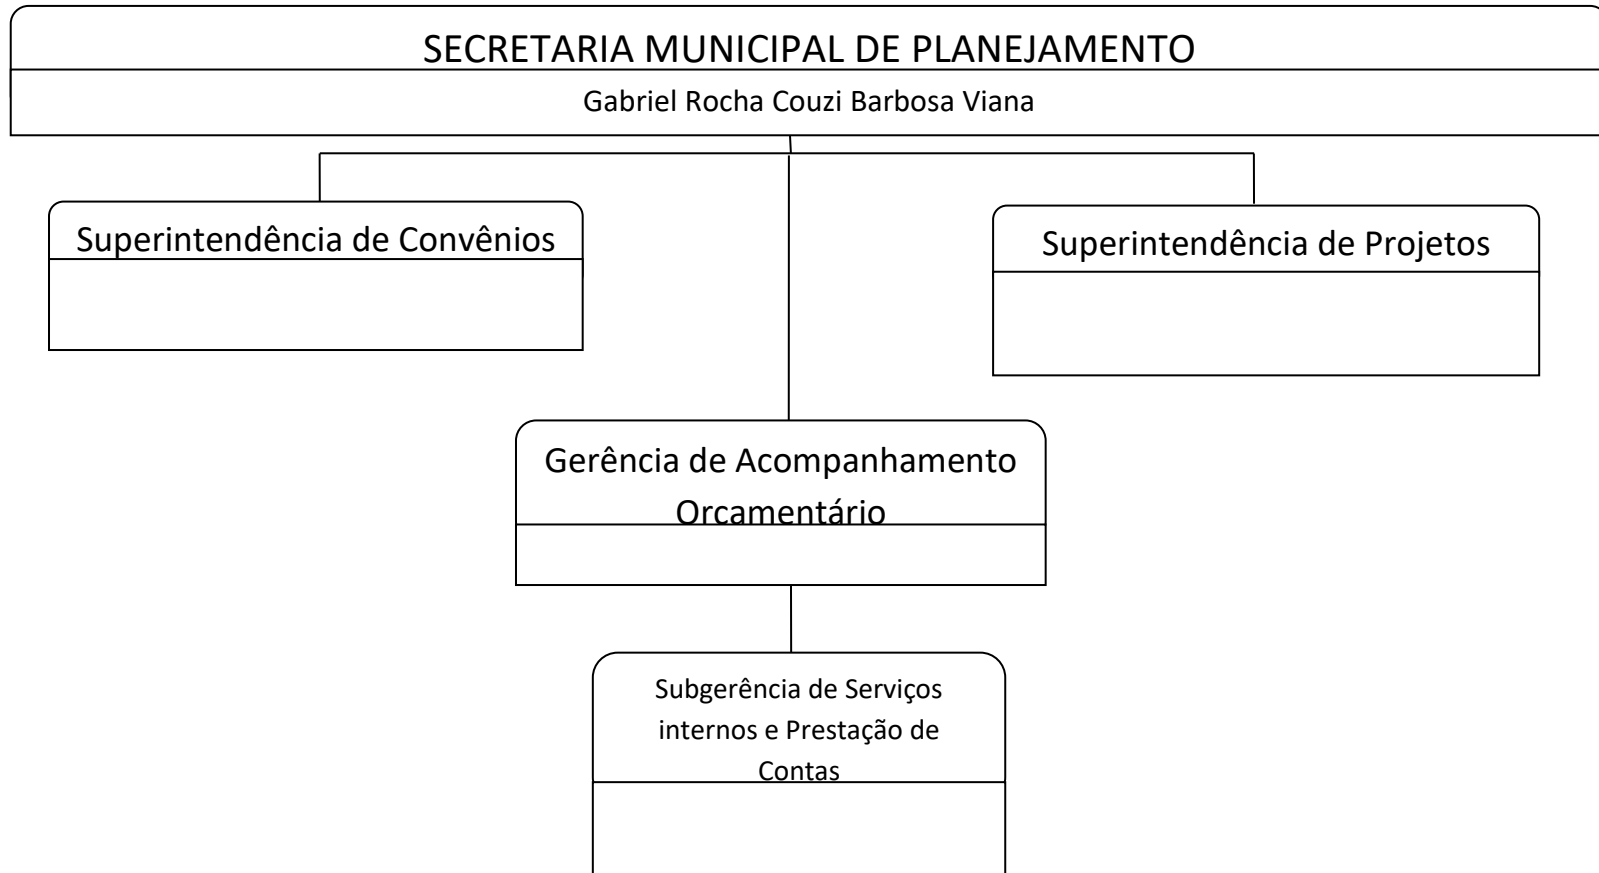 SECRETARIA MUNICIPAL DE PLANEJAMENTO
Gabriel Rocha Couzi Barbosa Viana
Superintendência de Convênios
Superintendência de Projetos
Gerência de Acompanhamento
Orçamentário
Subgerência de Serviços
internos e Prestação de
Contas